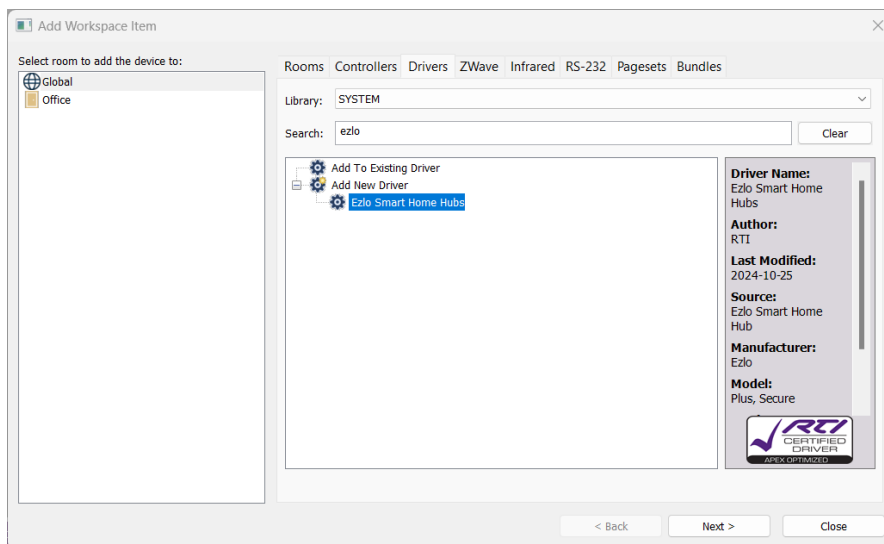 Add Workspace Item
Select room to add the device to:
Global
Office
Rooms Controllers Drivers ZWave Infrared RS-232 Pagesets Bundles
Library: SYSTEM
Search: ezlo Clear
Add To Existing Driver
Add New Driver
Ezlo Smart Home Hubs
Driver Name:
Ezlo Smart Home
Hubs
Author:
RTI
Last Modified:
2024-10-25
Source:
Ezlo Smart Home
Hub
Manufacturer:
Ezlo
Model:
Plus, Secure
RTI
CERTIFIED
DRIVER
APEX OPTIMIZED
< Back Next > Close